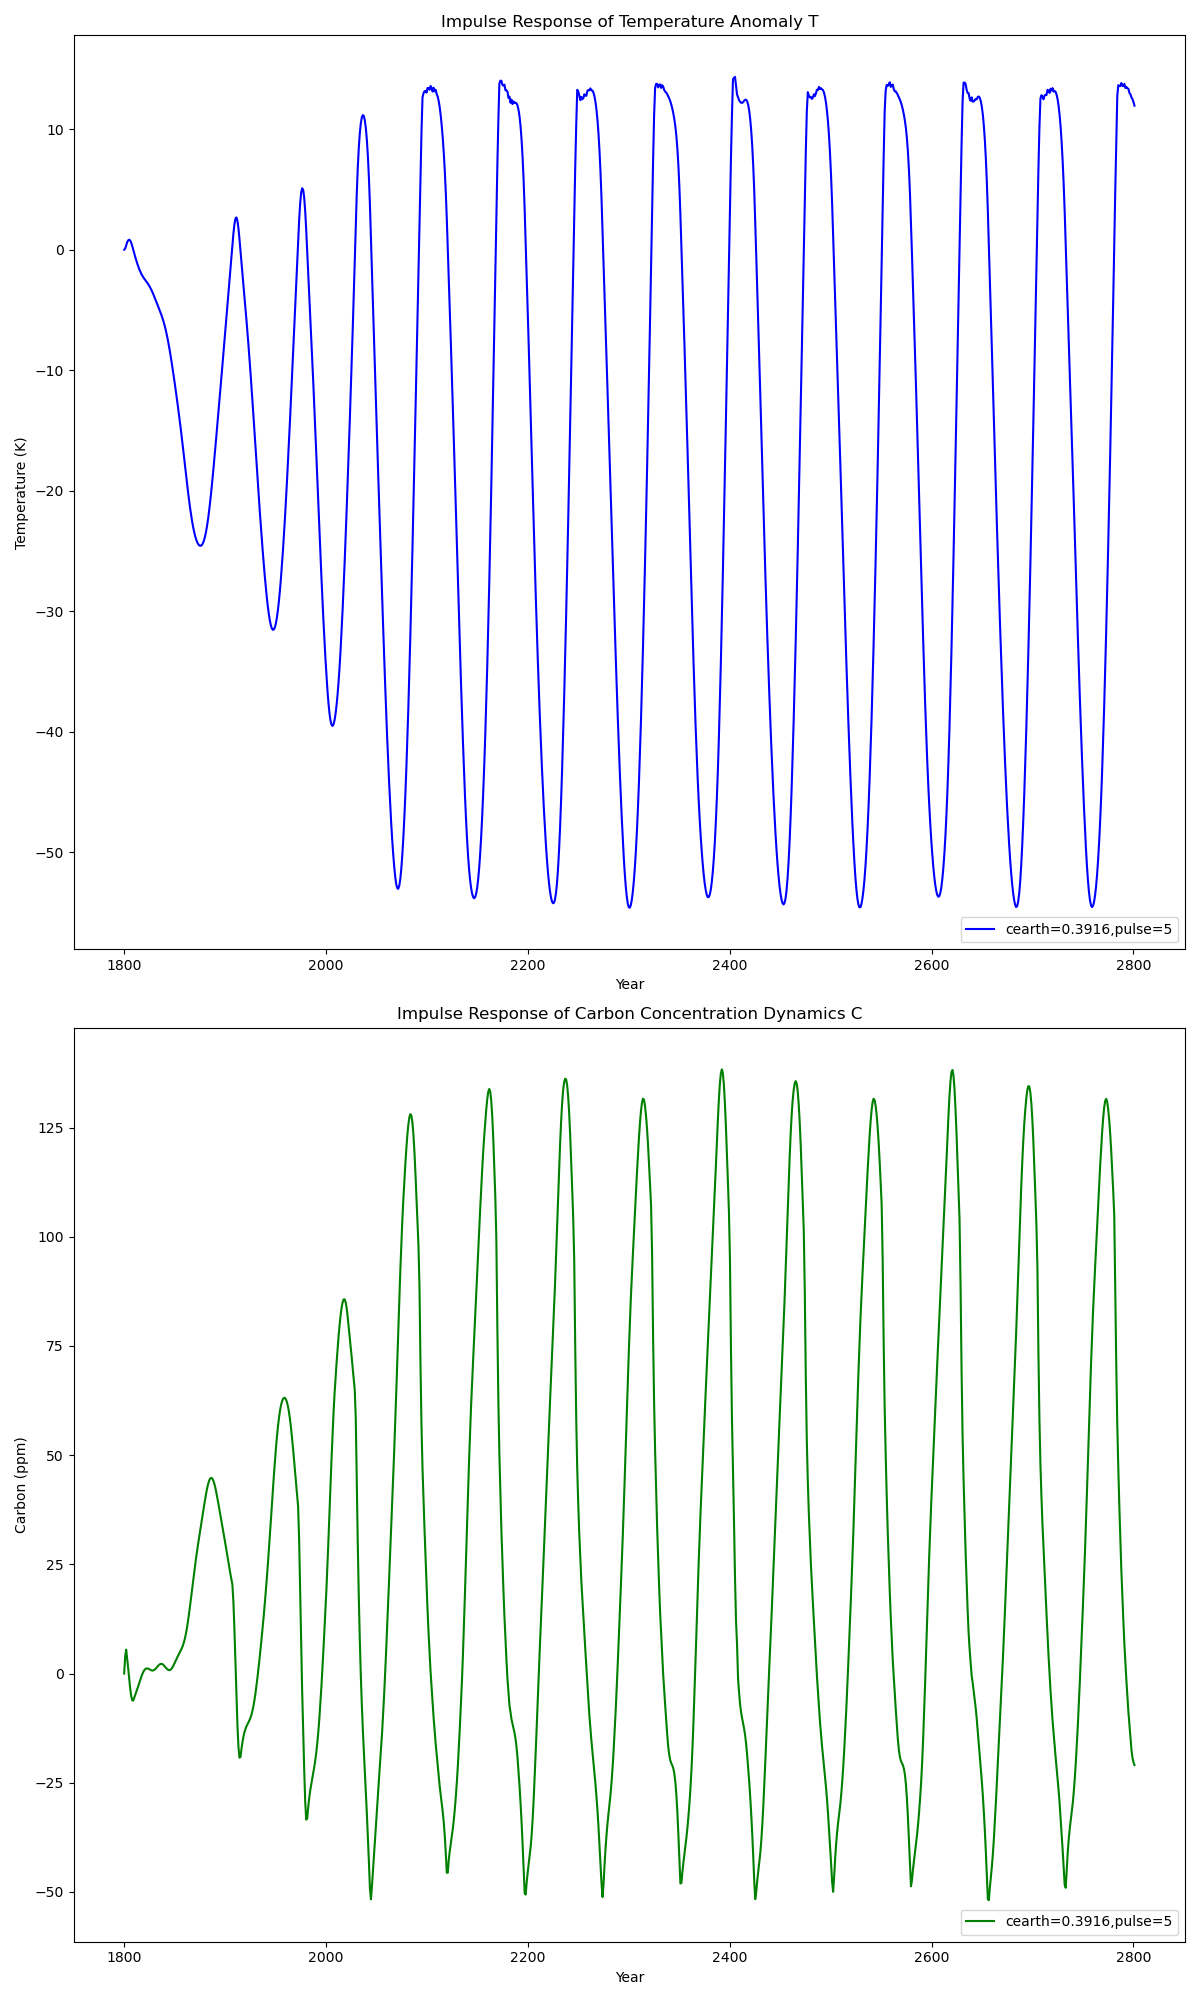 Impulse Response of Temperature Anomaly T
10
0
−10
−20
−30
−40
−50
Temperature (K)
cearth=0.3916,pulse=5
1800 2000 2200 2400 2600 2800
Year
Impulse Response of Carbon Concentration Dynamics C
125
100
75
50
25
0
−25
−50
Carbon (ppm)
cearth=0.3916,pulse=5
1800 2000 2200 2400 2600 2800
Year